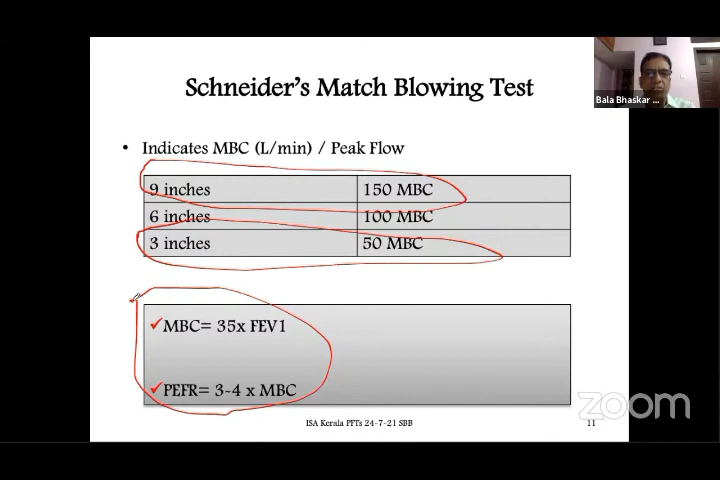 Schneider's Match Blowing Test
Bala Bhaskar ...
• Indicates MBC (L/min) / Peak Flow
9 inches 150 MBC
6 inches 100 MBC
3 inches 50 MBC
✓MBC= 35x FEV1
✓PEFR= 3-4 x MBC
zoom
ISA Kerala PFTs 24-7-21 SBB 11